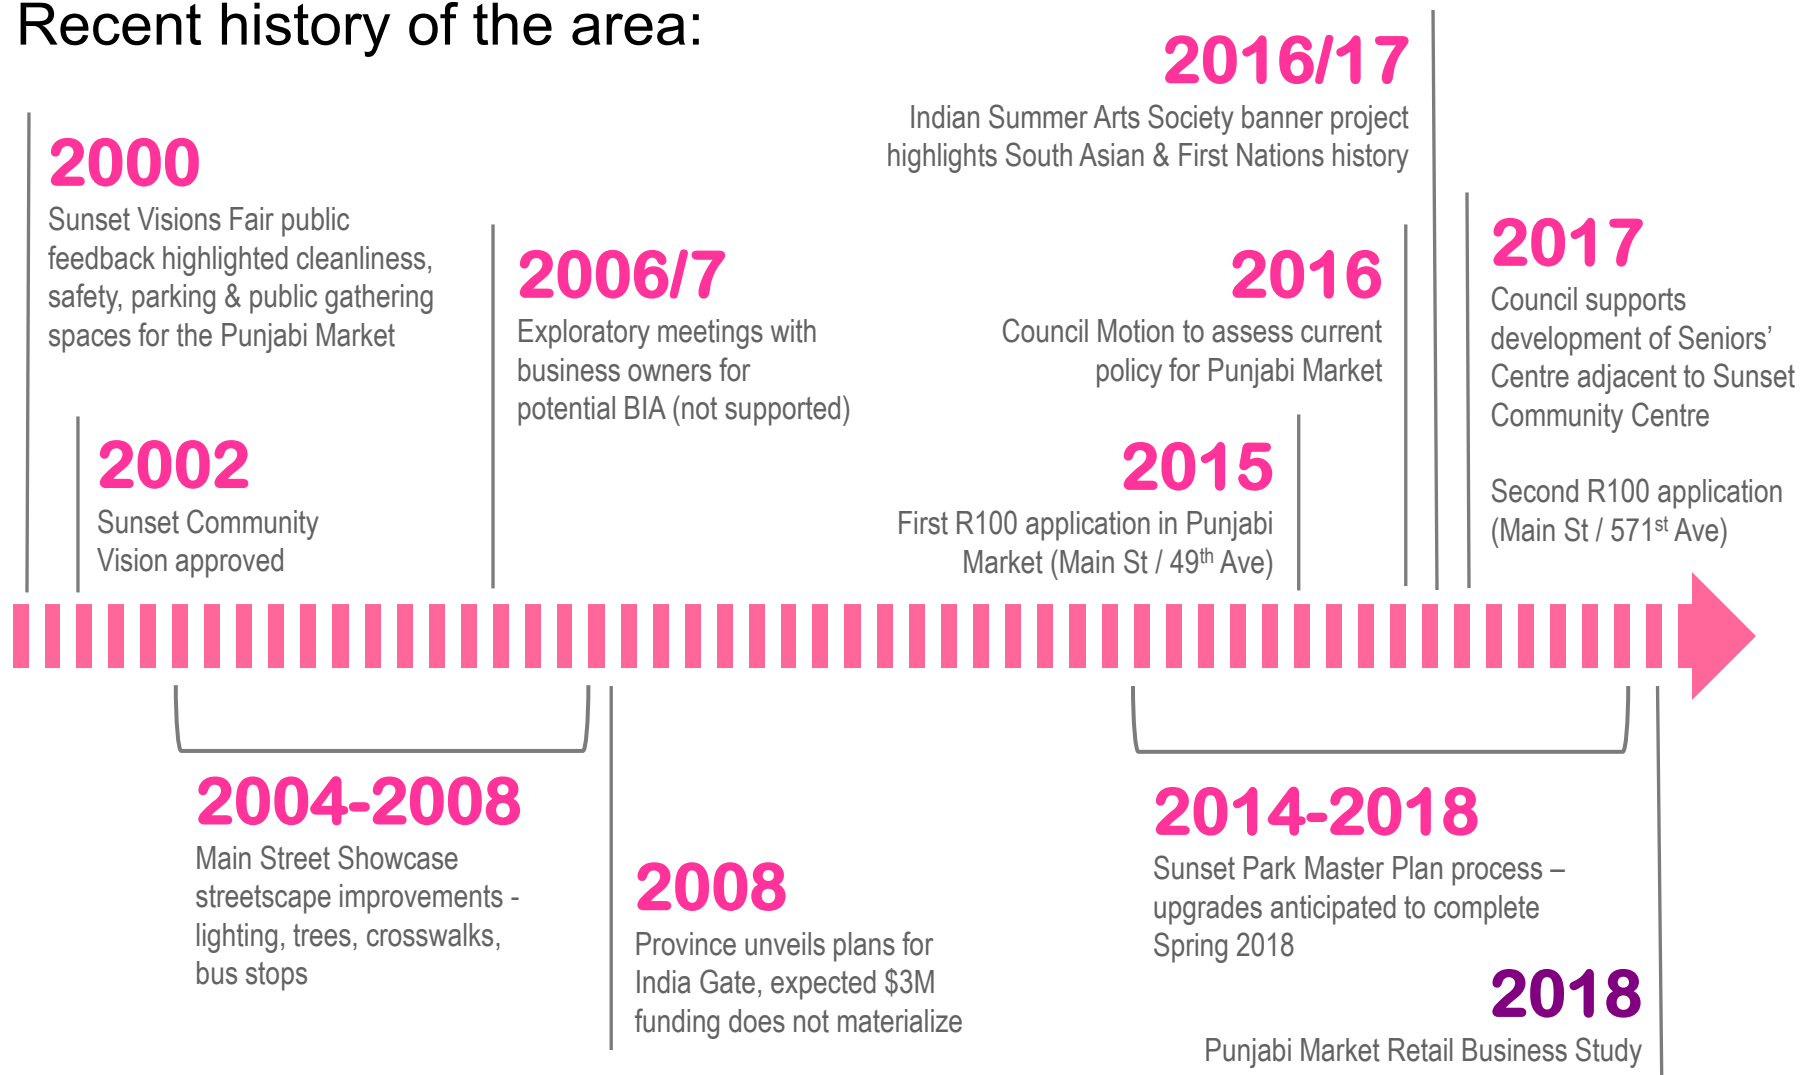 Recent history of the area:
2000
Sunset Visions Fair public
feedback highlighted cleanliness,
safety, parking & public gathering
spaces for the Punjabi Market
2002
Sunset Community
Vision approved
2006/7
Exploratory meetings with
business owners for
potential BIA (not supported)
2016/17
Indian Summer Arts Society banner project
highlights South Asian & First Nations history
2016
Council Motion to assess current
policy for Punjabi Market
2015
First R100 application in Punjabi
Market (Main St / 49th Ave)
2017
Council supports
development of Seniors’
Centre adjacent to Sunset
Community Centre
Second R100 application
(Main St / 571st Ave)
2004-2008
Main Street Showcase
streetscape improvements -
lighting, trees, crosswalks,
bus stops
2008
Province unveils plans for
India Gate, expected $3M
funding does not materialize
2014-2018
Sunset Park Master Plan process –
upgrades anticipated to complete
Spring 2018
2018
Punjabi Market Retail Business Study